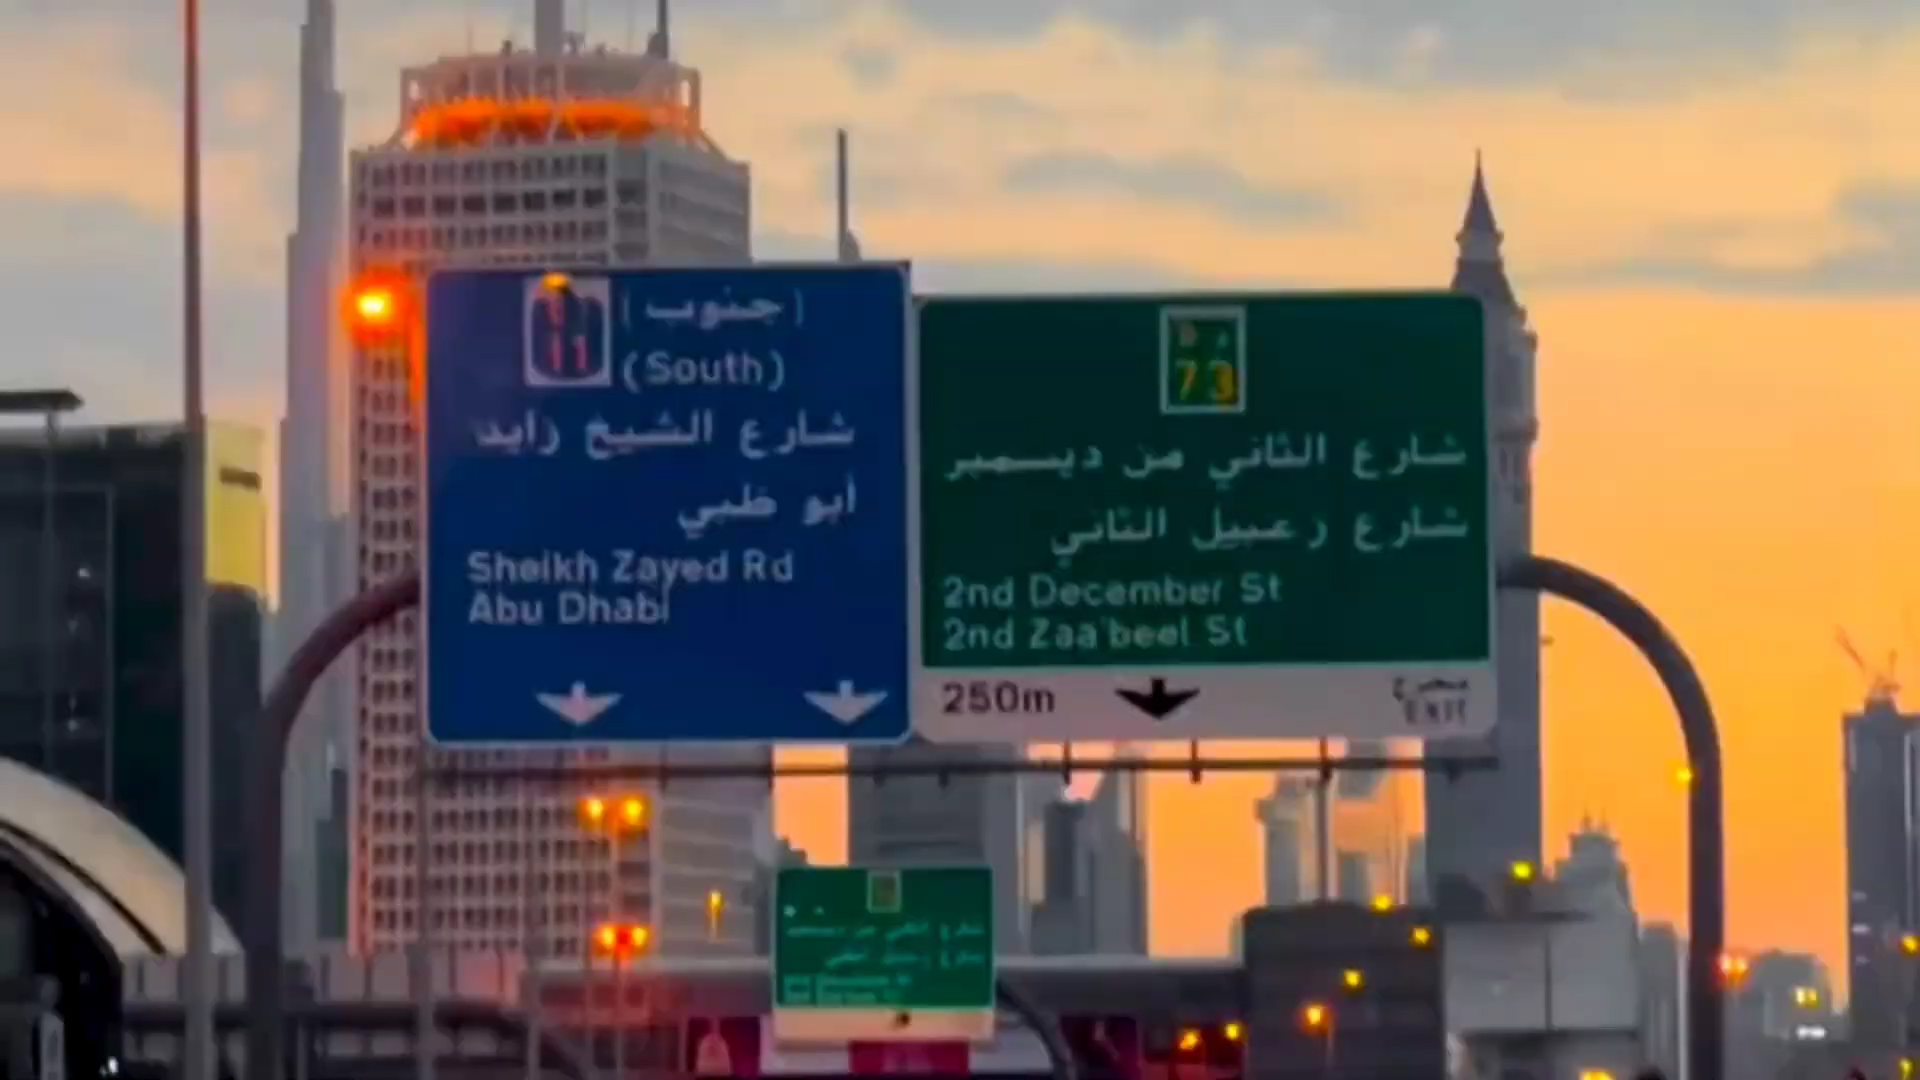 (جنوب)
11
(South)
شارع الشيخ زايد
أبو ظبي
Sheikh Zayed Rd
Abu Dhabi
73
شارع الثاني من ديسمبر
شارع زعبيل الثاني
2nd December St
2nd Zaa'beel St
250m
مخرج
EXIT